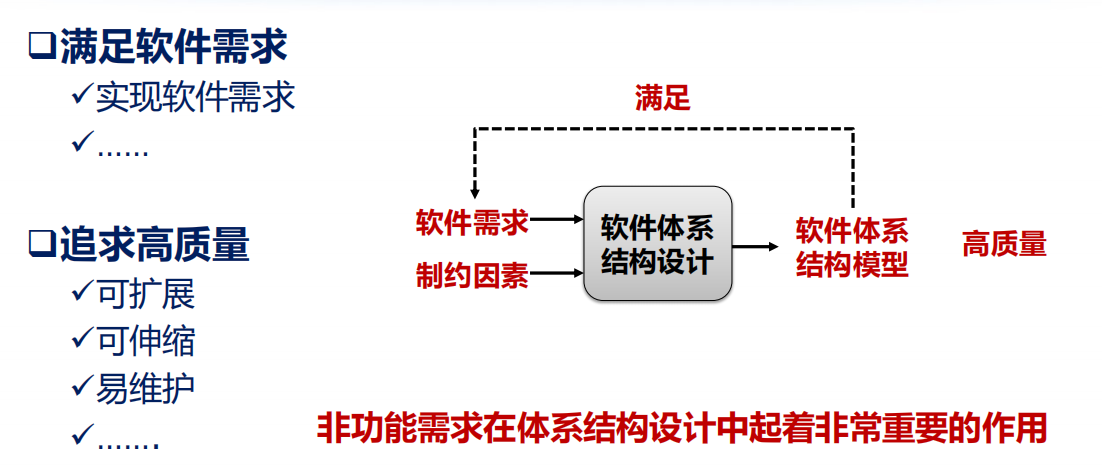 满足软件需求
实现软件需求
......
追求高质量
可扩展
可伸缩
易维护
.......
满足
软件需求
制约因素
软件体系
结构设计
软件体系
结构模型
高质量
非功能需求在体系结构设计中起着非常重要的作用